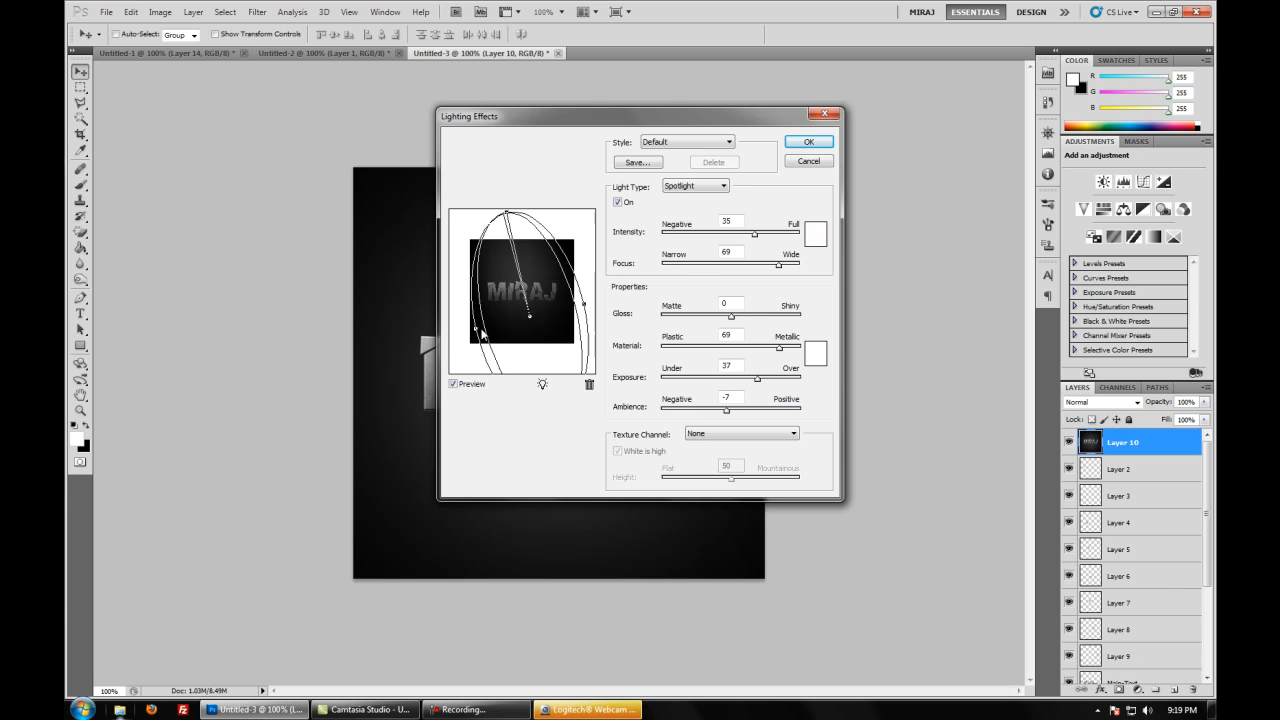 Ps File Edit Image Layer Select Filter Analysis 3D View Window Help Br Mb 100% MIRAJ ESSENTIALS DESIGN CS Live
Auto-Select: Group Show Transform Controls
Untitled-1 @ 100% (Layer 14, RGB/8) * Untitled-2 @ 100% (Layer 1, RGB/8) * Untitled-3 @ 100% (Layer 10, RGB/8) *
COLOR SWATCHES STYLES
R 255
G 255
B 255
Lighting Effects
Style: Default OK
Save... Delete Cancel
Light Type: Spotlight
On
Negative 35 Full
Intensity:
Narrow 69 Wide
Focus:
Properties:
Matte 0 Shiny
Gloss:
Plastic 69 Metallic
Material:
Under 37 Over
Exposure:
Negative -7 Positive
Ambience:
Texture Channel: None
White is high
Flat 50 Mountainous
Height:
MIRAJ
Preview
ADJUSTMENTS MASKS
Add an adjustment
Levels Presets
Curves Presets
Exposure Presets
Hue/Saturation Presets
Black & White Presets
Channel Mixer Presets
Selective Color Presets
LAYERS CHANNELS PATHS
Normal Opacity: 100%
Lock: Fill: 100%
Layer 10
Layer 2
Layer 3
Layer 4
Layer 5
Layer 6
Layer 7
Layer 8
Layer 9
Main-Text
100% Doc: 1.03M/8.49M
Untitled-3 @ 100% (L... Camtasia Studio - U... Recording... Logitech® Webcam ... 9:19 PM